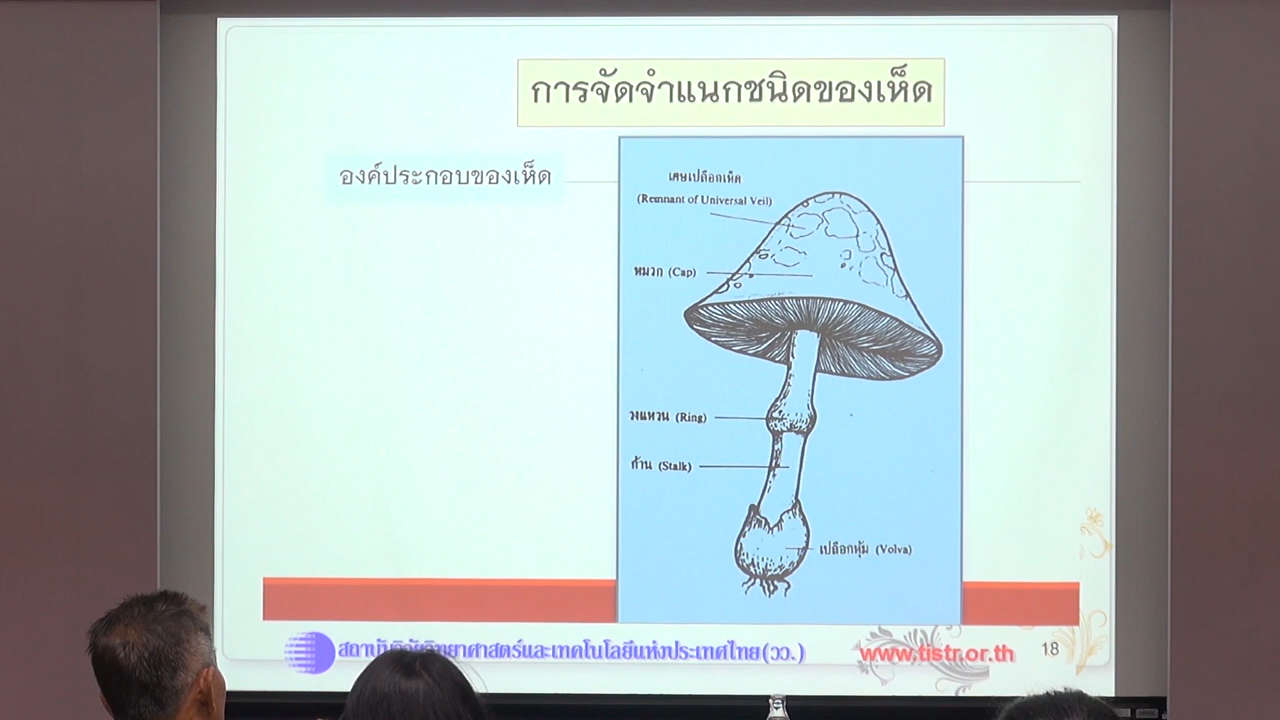 การจัดจำแนกชนิดของเห็ด
องค์ประกอบของเห็ด
เศษเปลือกเห็ด
(Remnant of Universal Veil)
หมวก (Cap)
วงแหวน (Ring)
ก้าน (Stalk)
เปลือกหุ้ม (Volva)
สถาบันวิจัยวิทยาศาสตร์และเทคโนโลยีแห่งประเทศไทย(วว.)
www.tistr.or.th
18